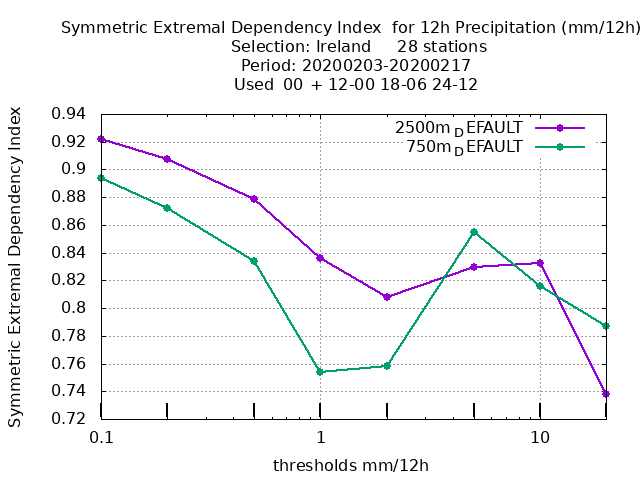 Symmetric Extremal Dependency Index  for 12h Precipitation (mm/12h)
Selection: Ireland     28 stations
Period: 20200203-20200217
Used  00  + 12-00 18-06 24-12
Symmetric Extremal Dependency Index
2500m_DEFAULT
750m_DEFAULT
0.94
0.92
0.9
0.88
0.86
0.84
0.82
0.8
0.78
0.76
0.74
0.72
0.1 1 10
thresholds mm/12h